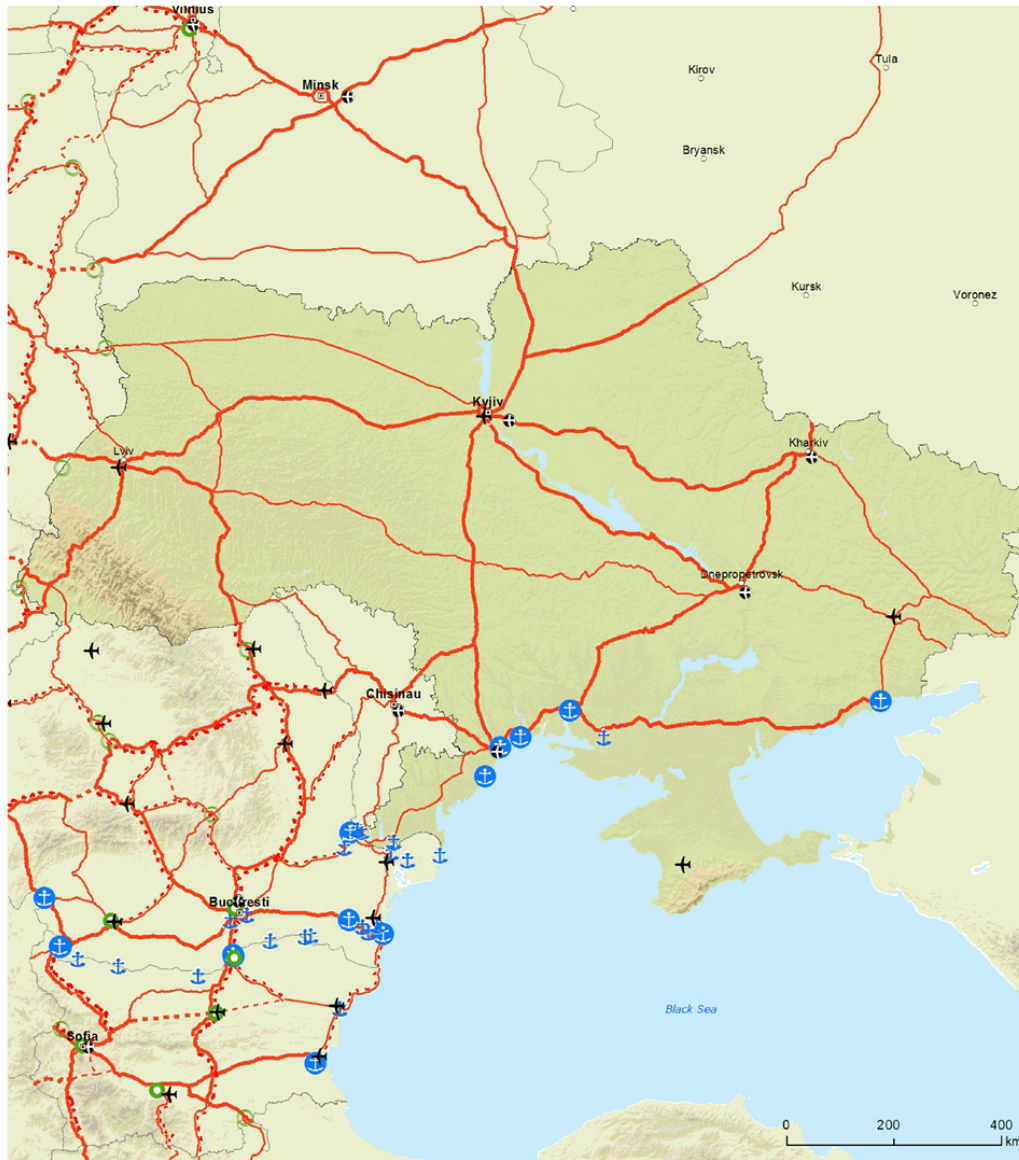 Vilnius
Tula
Kirov
Minsk
Bryansk
Kursk
Voronez
Kyjiv
Kharkiv
Lviv
Dnepropetrovsk
Chisinau
Bucuresti
Black Sea
Sofia
0 200 400
km